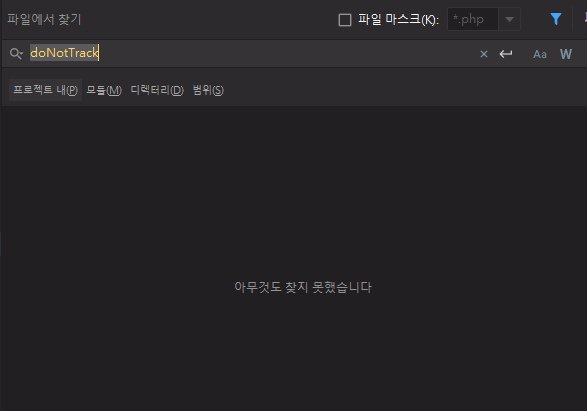 파일에서 찾기 파일 마스크(K): *.php
doNotTrack Aa W
프로젝트 내(P) 모듈(M) 디렉터리(D) 범위(S)
아무것도 찾지 못했습니다